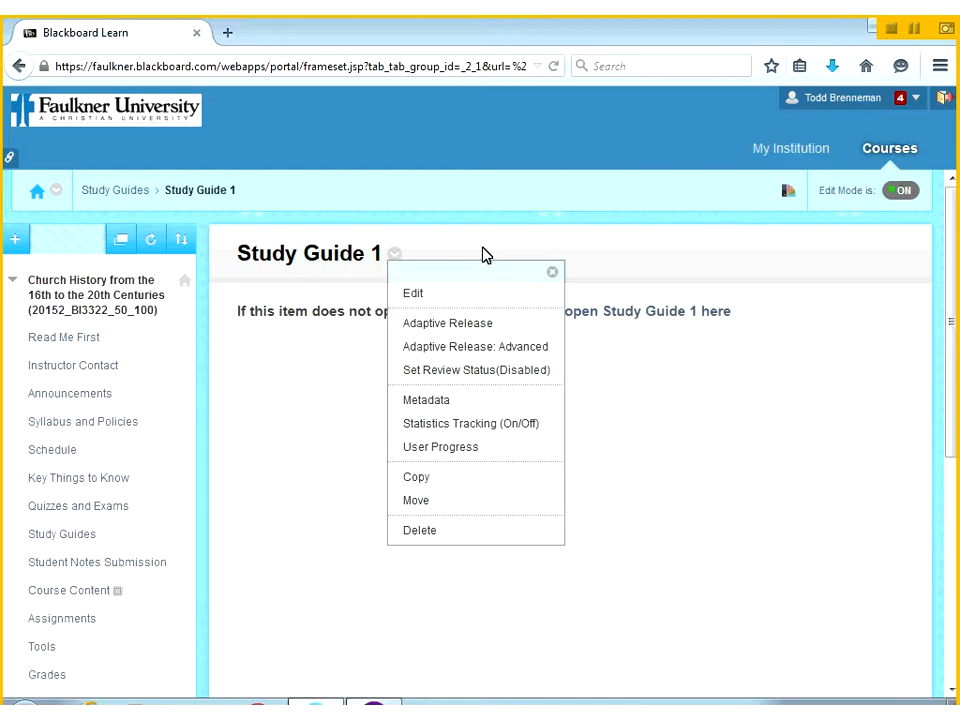 Blackboard Learn
https://faulkner.blackboard.com/webapps/portal/frameset.jsp?tab_tab_group_id=_2_1&url=%2
Search
Faulkner University
A CHRISTIAN UNIVERSITY
Todd Brenneman 4
My Institution
Courses
Study Guides > Study Guide 1
Edit Mode is: ON
Study Guide 1
Church History from the
16th to the 20th Centuries
(20152_BI3322_50_100)
Read Me First
Instructor Contact
Announcements
Syllabus and Policies
Schedule
Key Things to Know
Quizzes and Exams
Study Guides
Student Notes Submission
Course Content
Assignments
Tools
Grades
If this item does not op
open Study Guide 1 here
Edit
Adaptive Release
Adaptive Release: Advanced
Set Review Status(Disabled)
Metadata
Statistics Tracking (On/Off)
User Progress
Copy
Move
Delete